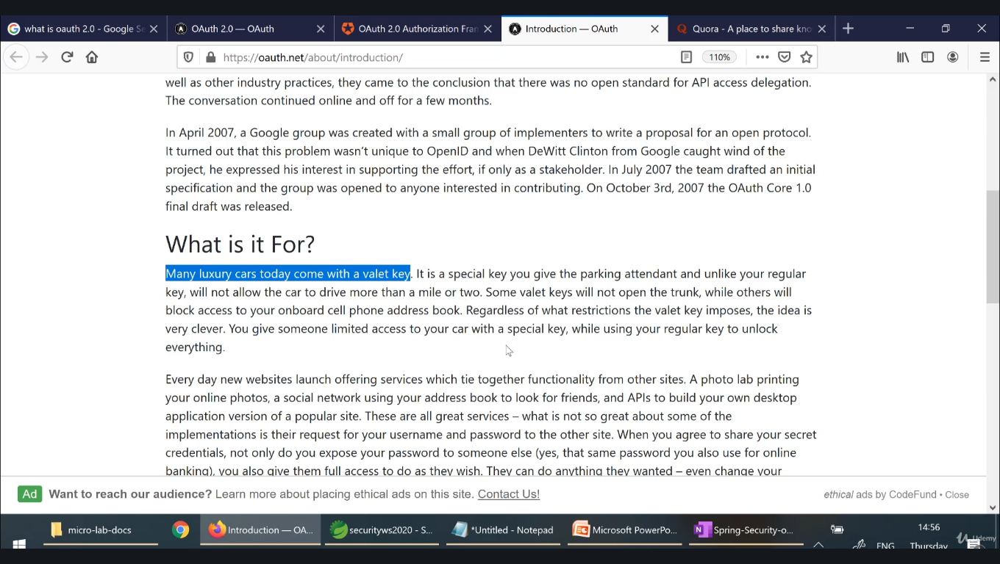 what is oauth 2.0 - Google Se
OAuth 2.0 — OAuth
OAuth 2.0 Authorization Fran
Introduction — OAuth
Quora - A place to share kno
https://oauth.net/about/introduction/
110%
well as other industry practices, they came to the conclusion that there was no open standard for API access delegation.
The conversation continued online and off for a few months.
In April 2007, a Google group was created with a small group of implementers to write a proposal for an open protocol.
It turned out that this problem wasn't unique to OpenID and when DeWitt Clinton from Google caught wind of the
project, he expressed his interest in supporting the effort, if only as a stakeholder. In July 2007 the team drafted an initial
specification and the group was opened to anyone interested in contributing. On October 3rd, 2007 the OAuth Core 1.0
final draft was released.
What is it For?
Many luxury cars today come with a valet key. It is a special key you give the parking attendant and unlike your regular
key, will not allow the car to drive more than a mile or two. Some valet keys will not open the trunk, while others will
block access to your onboard cell phone address book. Regardless of what restrictions the valet key imposes, the idea is
very clever. You give someone limited access to your car with a special key, while using your regular key to unlock
everything.
Every day new websites launch offering services which tie together functionality from other sites. A photo lab printing
your online photos, a social network using your address book to look for friends, and APIs to build your own desktop
application version of a popular site. These are all great services – what is not so great about some of the
implementations is their request for your username and password to the other site. When you agree to share your secret
credentials, not only do you expose your password to someone else (yes, that same password you also use for online
banking), you also give them full access to do as they wish. They can do anything they wanted – even change your
Ad Want to reach our audience? Learn more about placing ethical ads on this site. Contact Us!
ethical ads by CodeFund • Close
micro-lab-docs
Introduction — OA...
securityws2020 - S...
*Untitled - Notepad
Microsoft PowerPo...
Spring-Security-o...
14:56
ENG
Thursday
Udemy